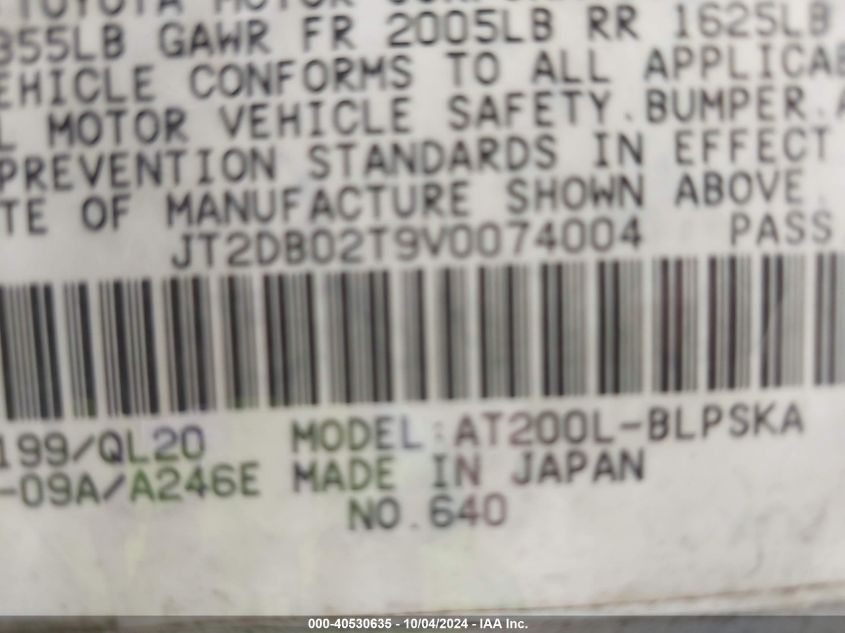 TOYOTA MOTOR
355LB GAWR FR 2005LB RR 1625LB
EHICLE CONFORMS TO ALL APPLICAB
L MOTOR VEHICLE SAFETY.BUMPER.A
PREVENTION STANDARDS IN EFFECT
TE OF MANUFACTURE SHOWN ABOVE.
JT2DB02T9V0074004 PASS
199/QL20 MODEL:AT200L-BLPSKA
-09A/A246E MADE IN JAPAN
NO.640
000-40530635 - 10/04/2024 - IAA Inc.